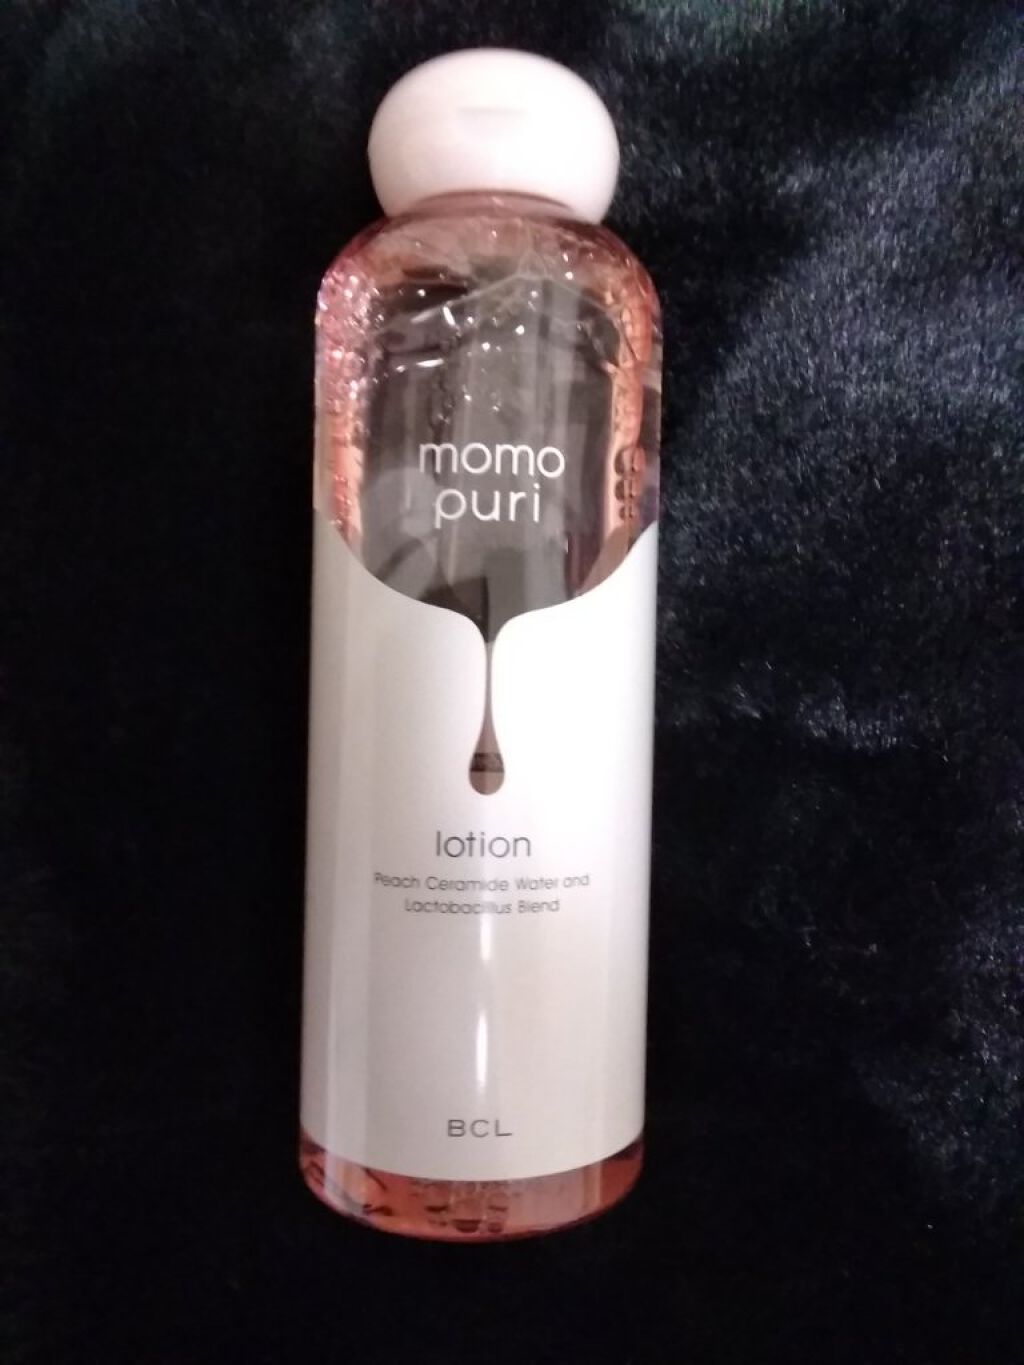 momo
puri
lotion
Peach Ceramide Water and
Lactobacillus Blend
BCL